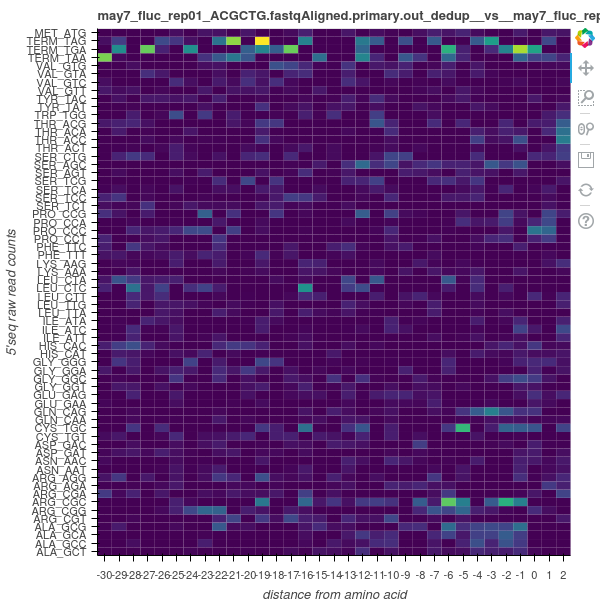 may7_fluc_rep01_ACGCTG.fastqAligned.primary.out_dedup__vs__may7_fluc_rep
MET_ATG
TERM_TAG
TERM_TGA
TERM_TAA
VAL_GTG
VAL_GTA
VAL_GTC
VAL_GTT
TYR_TAC
TYR_TAT
TRP_TGG
THR_ACG
THR_ACA
THR_ACC
THR_ACT
SER_CTG
SER_AGC
SER_AGT
SER_TCG
SER_TCA
SER_TCC
SER_TCT
PRO_CCG
PRO_CCA
PRO_CCC
PRO_CCT
PHE_TTC
PHE_TTT
LYS_AAG
LYS_AAA
LEU_CTA
LEU_CTC
LEU_CTT
LEU_TTG
LEU_TTA
ILE_ATA
ILE_ATC
ILE_ATT
HIS_CAC
HIS_CAT
GLY_GGG
GLY_GGA
GLY_GGC
GLY_GGT
GLU_GAG
GLU_GAA
GLN_CAG
GLN_CAA
CYS_TGC
CYS_TGT
ASP_GAC
ASP_GAT
ASN_AAC
ASN_AAT
ARG_AGG
ARG_AGA
ARG_CGA
ARG_CGC
ARG_CGG
ARG_CGT
ALA_GCG
ALA_GCA
ALA_GCC
ALA_GCT
5'seq raw read counts
-30-29-28-27-26-25-24-23-22-21-20-19-18-17-16-15-14-13-12-11-10-9 -8 -7 -6 -5 -4 -3 -2 -1 0 1 2
distance from amino acid